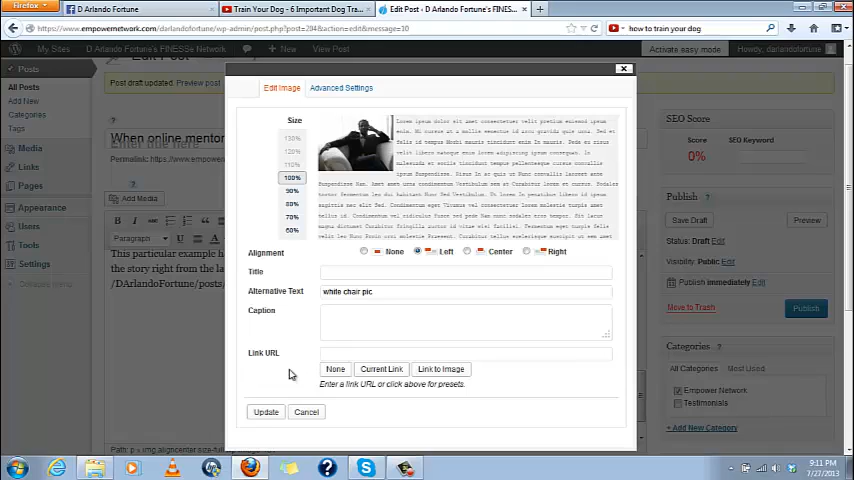 Firefox
D Arlando Fortune
Train Your Dog - 6 Important Dog Tra...
Edit Post ‹ D Arlando Fortune's FINESS...
https://www.empowernetwork.com/darlandofortune/wp-admin/post.php?post=204&action=edit&message=10
how to train your dog
My Sites
D Arlando Fortune's FINESSe Network
Edit Post
View Post
Activate easy mode
Howdy, darlandofortune
Posts
All Posts
Add New
Categories
Tags
Media
Links
Pages
Appearance
Users
Tools
Settings
Collapse menu
Post draft updated. Preview post
When online mentor
Enter title here
Permalink: https://www.empowe
Add Media
B I ABC
Paragraph
U
This particular example ha
the story right from the la
/DArlandoFortune/posts/
Path: p » img.aligncenter size-full
Edit Image
Advanced Settings
Size
130%
120%
110%
100%
90%
80%
70%
60%
Alignment
None
Left
Center
Right
Title
Alternative Text
white chair pic
Caption
Link URL
None
Current Link
Link to Image
Enter a link URL or click above for presets.
Update
Cancel
SEO Score
Score
SEO Keyword
0%
Publish
Save Draft
Preview
Status: Draft Edit
Visibility: Public Edit
Publish immediately Edit
Move to Trash
Publish
Categories
All Categories
Most Used
Empower Network
Testimonials
+ Add New Category
9:11 PM
7/27/2013